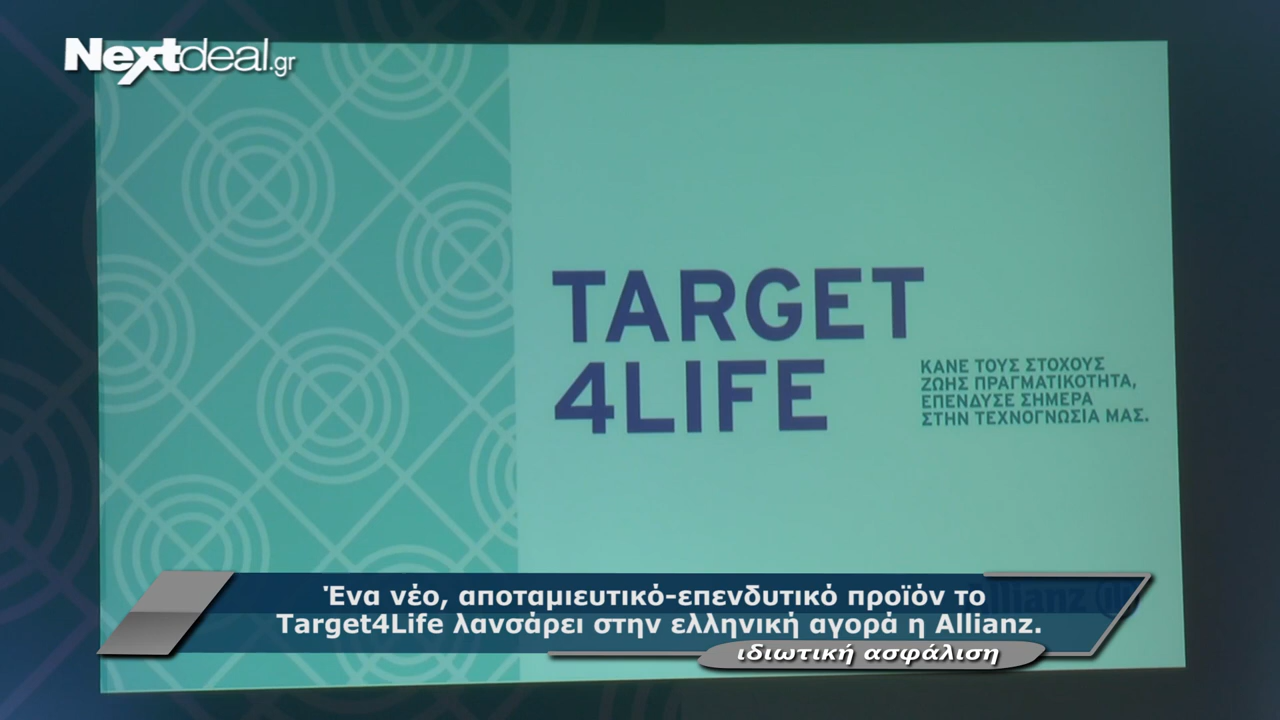 Nextdeal.gr
TARGET
4LIFE
ΚΑΝΕ ΤΟΥΣ ΣΤΟΧΟΥΣ
ΖΩΗΣ ΠΡΑΓΜΑΤΙΚΟΤΗΤΑ,
ΕΠΕΝΔΥΣΕ ΣΗΜΕΡΑ
ΣΤΗΝ ΤΕΧΝΟΓΝΩΣΙΑ ΜΑΣ.
Allianz
Ένα νέο, αποταμιευτικό-επενδυτικό προϊόν το
Target4Life λανσάρει στην ελληνική αγορά η Allianz.
ιδιωτική ασφάλιση